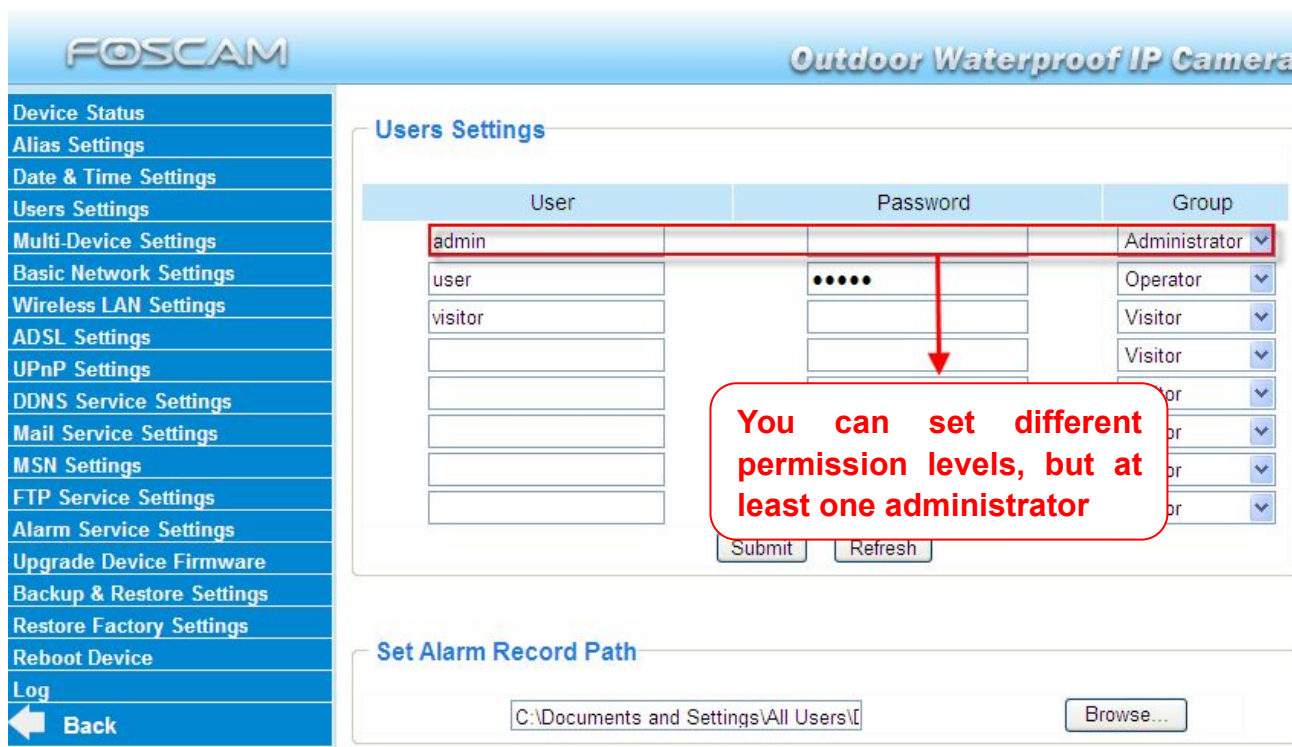 FOSCAM
Outdoor Waterproof IP Camera
Device Status
Alias Settings
Date & Time Settings
Users Settings
Multi-Device Settings
Basic Network Settings
Wireless LAN Settings
ADSL Settings
UPnP Settings
DDNS Service Settings
Mail Service Settings
MSN Settings
FTP Service Settings
Alarm Service Settings
Upgrade Device Firmware
Backup & Restore Settings
Restore Factory Settings
Reboot Device
Log
Back
Users Settings
User Password Group
admin Administrator
user ••••• Operator
visitor Visitor
Visitor
You can set different
permission levels, but at
least one administrator
Submit Refresh
Set Alarm Record Path
C:\Documents and Settings\All Users\ Browse...